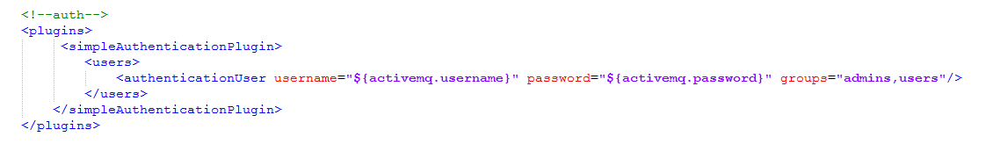 <!--auth-->
<plugins>
<simpleAuthenticationPlugin>
<users>
<authenticationUser username="${activemq.username}" password="${activemq.password}" groups="admins,users"/>
</users>
</simpleAuthenticationPlugin>
</plugins>